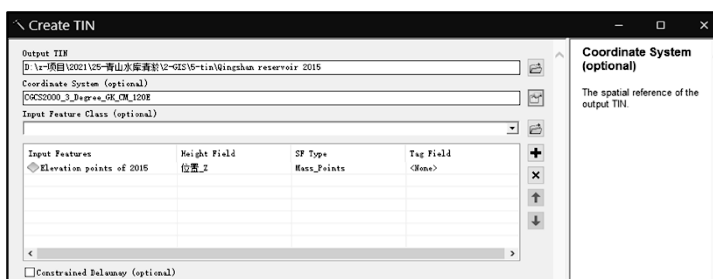 Create TIN
Output TIN
D:\z-项目\2021\25-青山水库清淤\2-GIS\5-tin\Qingshan reservoir 2015
Coordinate System (optional)
CGCS2000_3_Degree_GK_CM_120E
Input Feature Class (optional)
Input Features Height Field SF Type Tag Field
Elevation points of 2015 位置_Z Mass_Points <None>
Constrained Delaunay (optional)
Coordinate System (optional)
The spatial reference of the output TIN.